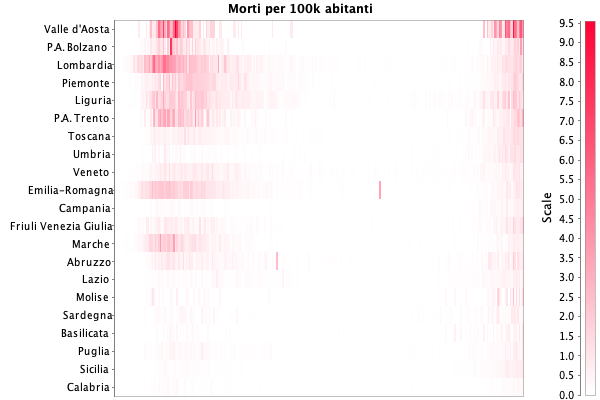 Morti per 100k abitanti
Valle d'Aosta
P.A. Bolzano
Lombardia
Piemonte
Liguria
P.A. Trento
Toscana
Umbria
Veneto
Emilia-Romagna
Campania
Friuli Venezia Giulia
Marche
Abruzzo
Lazio
Molise
Sardegna
Basilicata
Puglia
Sicilia
Calabria
Scale
9.5
9.0
8.5
8.0
7.5
7.0
6.5
6.0
5.5
5.0
4.5
4.0
3.5
3.0
2.5
2.0
1.5
1.0
0.5
0.0